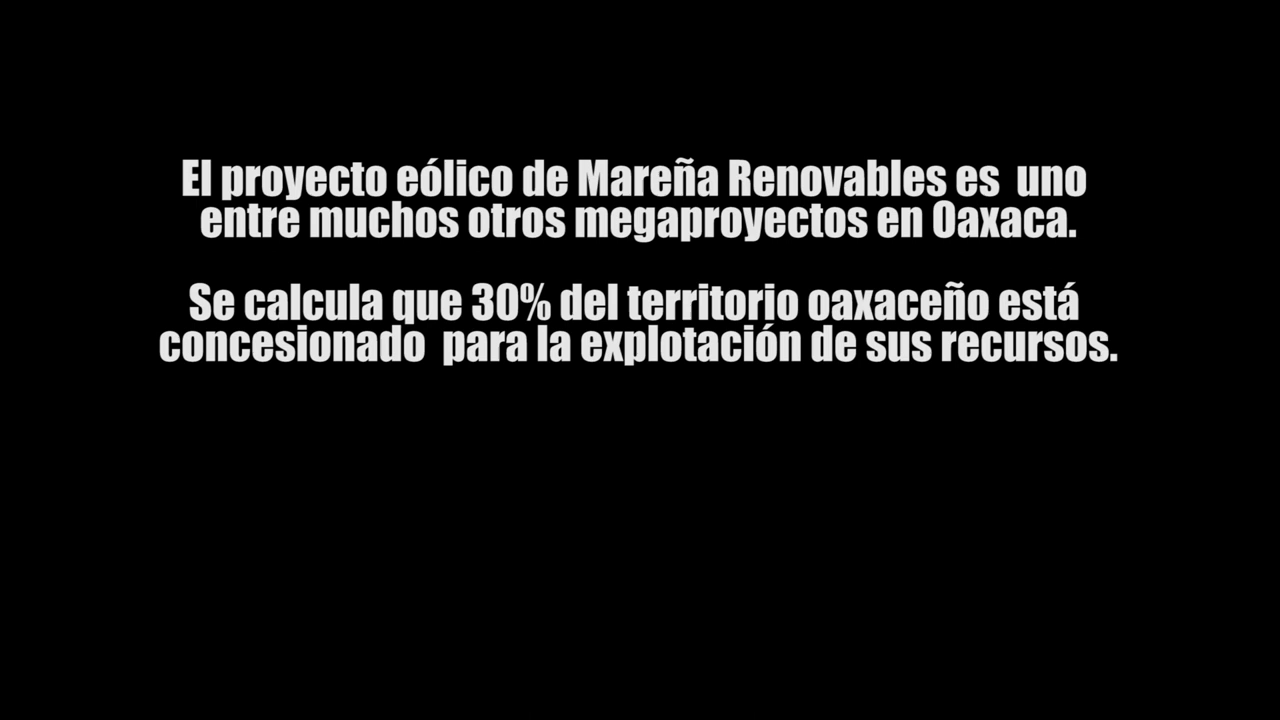 El proyecto eólico de Mareña Renovables es uno
entre muchos otros megaproyectos en Oaxaca.
Se calcula que 30% del territorio oaxaceño está
concesionado para la explotación de sus recursos.